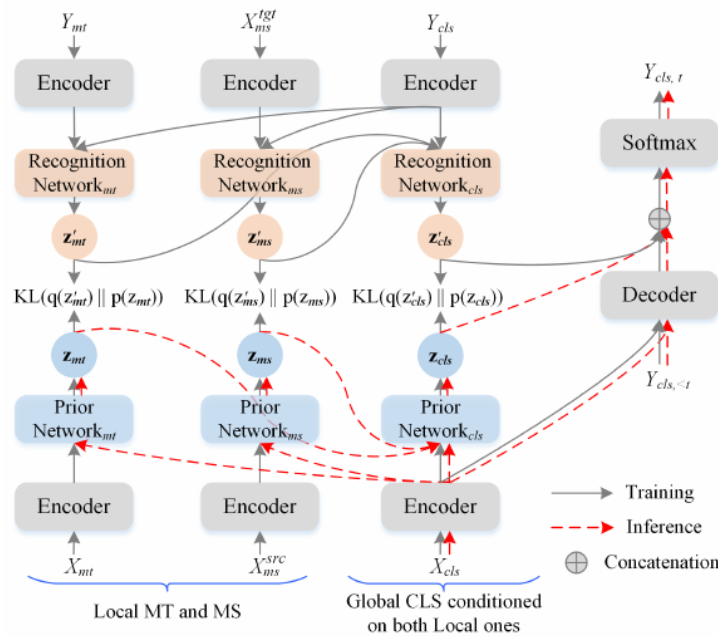 Y_mt X_ms^tgt Y_cls
Encoder Encoder Encoder
Y_cls, t
Softmax
Recognition Network_mt
Recognition Network_ms
Recognition Network_cls
z'_mt z'_ms z'_cls
KL(q(z'_mt) || p(z_mt)) KL(q(z'_ms) || p(z_ms)) KL(q(z'_cls) || p(z_cls))
Decoder
z_mt z_ms z_cls
Y_cls,<t
Prior Network_mt
Prior Network_ms
Prior Network_cls
Encoder Encoder Encoder
X_mt X_ms^src X_cls
Training
Inference
Concatenation
Local MT and MS
Global CLS conditioned
on both Local ones